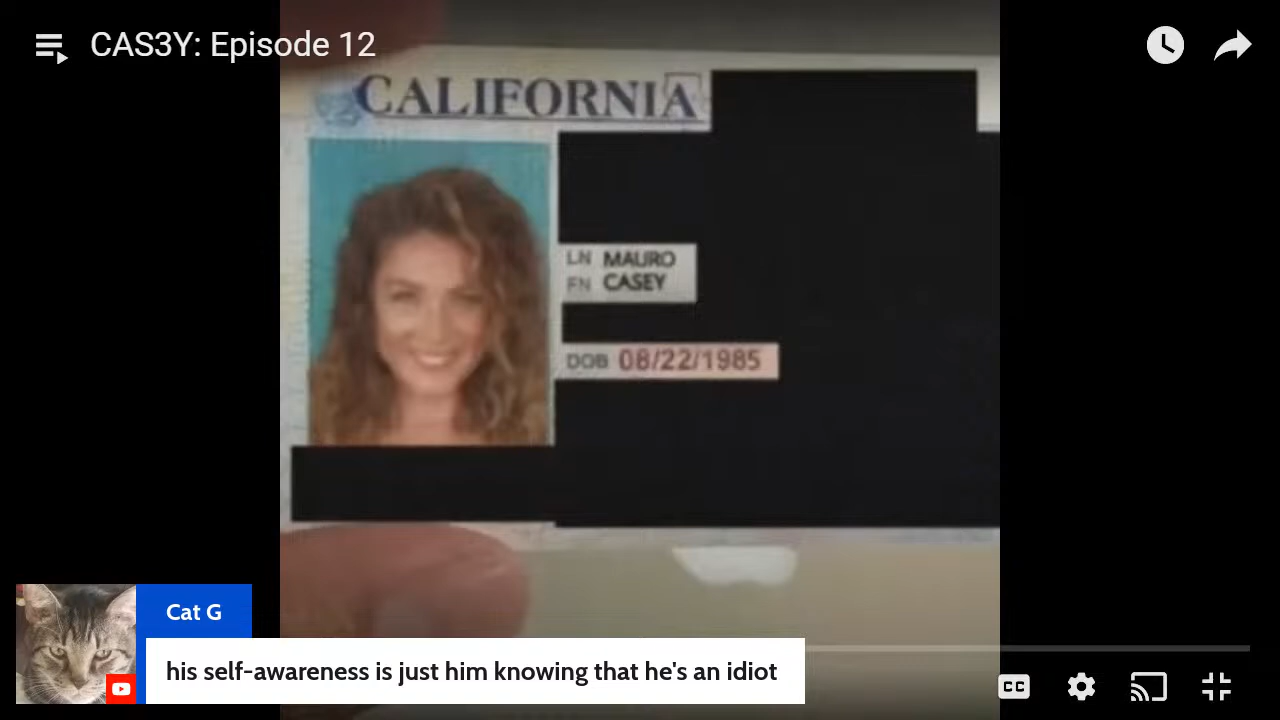 CAS3Y: Episode 12
CALIFORNIA
LN MAURO
FN CASEY
DOB 08/22/1985
Cat G
his self-awareness is just him knowing that he's an idiot
CC